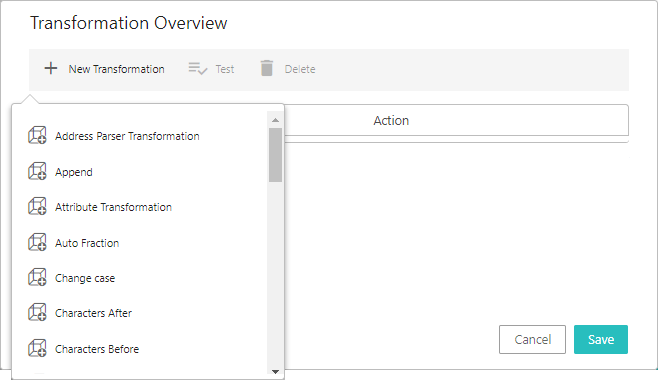 Transformation Overview
New Transformation Test Delete
Action
Address Parser Transformation
Append
Attribute Transformation
Auto Fraction
Change case
Characters After
Characters Before
Cancel Save